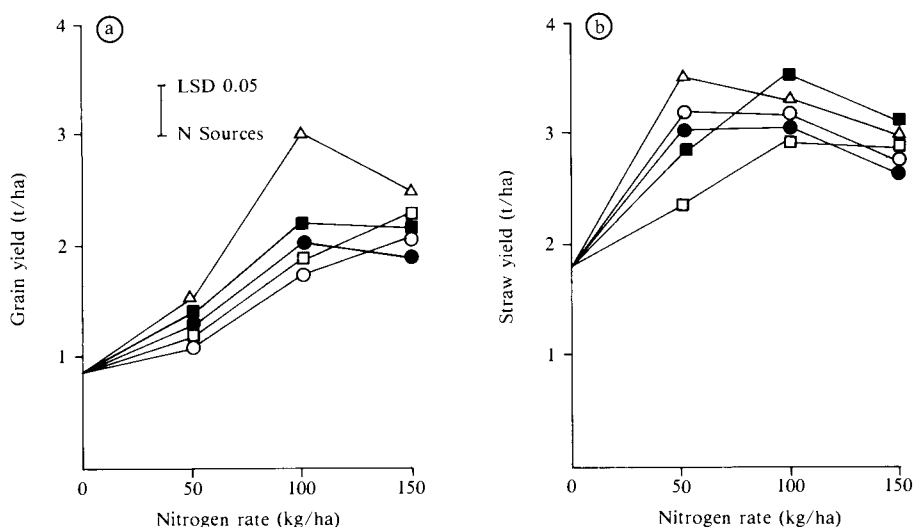 a
4
3
2
1
0
50
100
150
LSD 0.05
N Sources
Grain yield (t/ha)
Nitrogen rate (kg/ha)
b
4
3
2
1
0
50
100
150
Straw yield (t/ha)
Nitrogen rate (kg/ha)